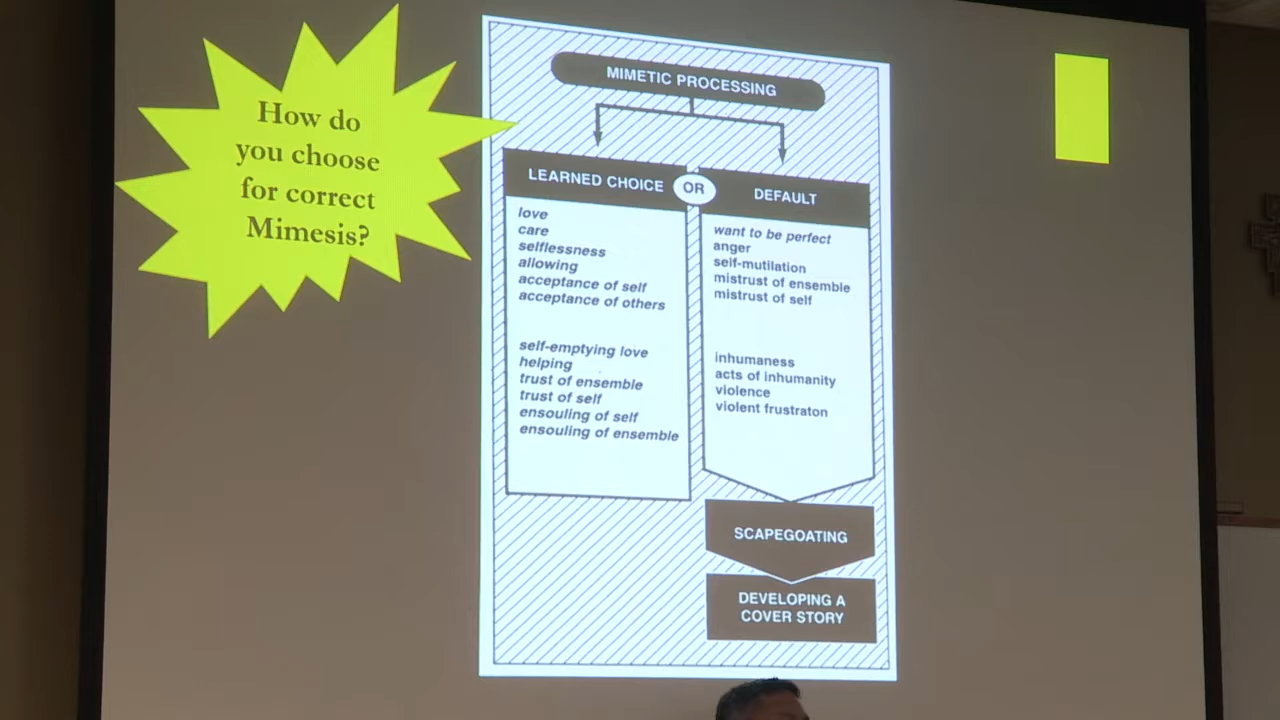 How do
you choose
for correct
Mimesis?
MIMETIC PROCESSING
LEARNED CHOICE
OR
DEFAULT
love
care
selflessness
allowing
acceptance of self
acceptance of others
self-emptying love
helping
trust of ensemble
trust of self
ensouling of self
ensouling of ensemble
want to be perfect
anger
self-mutilation
mistrust of ensemble
mistrust of self
inhumaness
acts of inhumanity
violence
violent frustraton
SCAPEGOATING
DEVELOPING A
COVER STORY